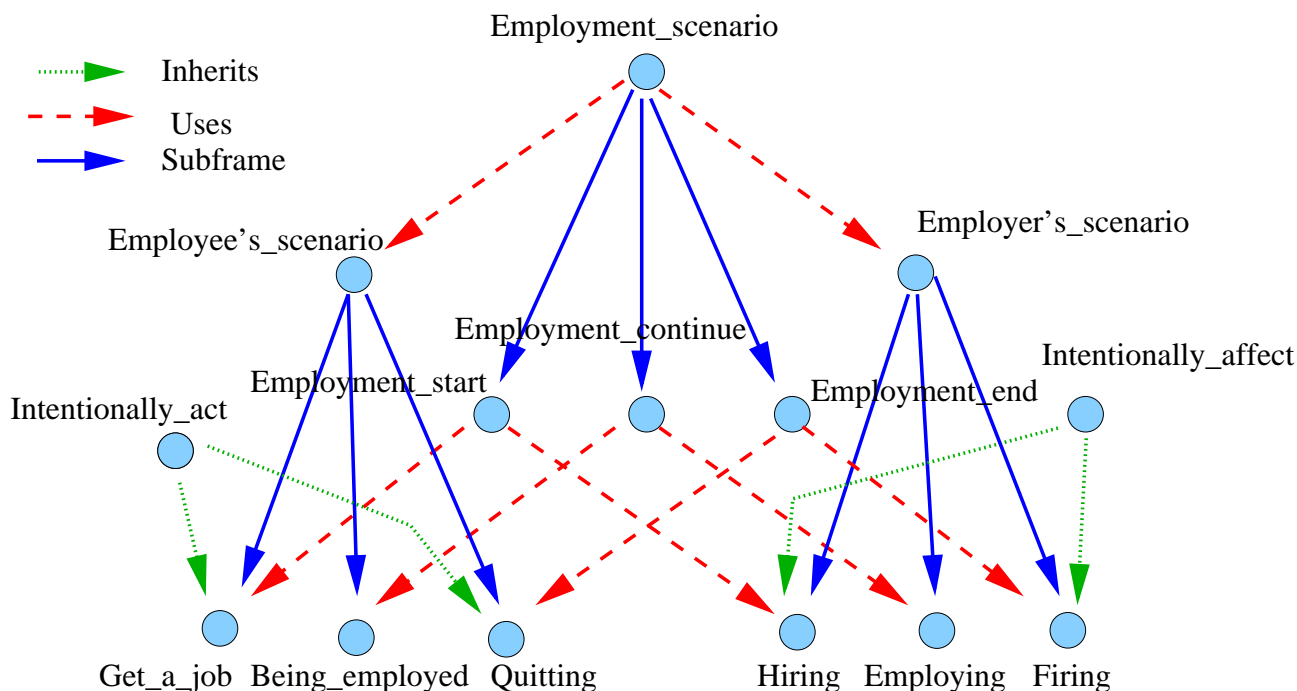 Employment_scenario
Inherits
Uses
Subframe
Employee’s_scenario
Employer’s_scenario
Employment_continue
Intentionally_affect
Employment_start
Employment_end
Intentionally_act
Get_a_job
Being_employed
Quitting
Hiring
Employing
Firing